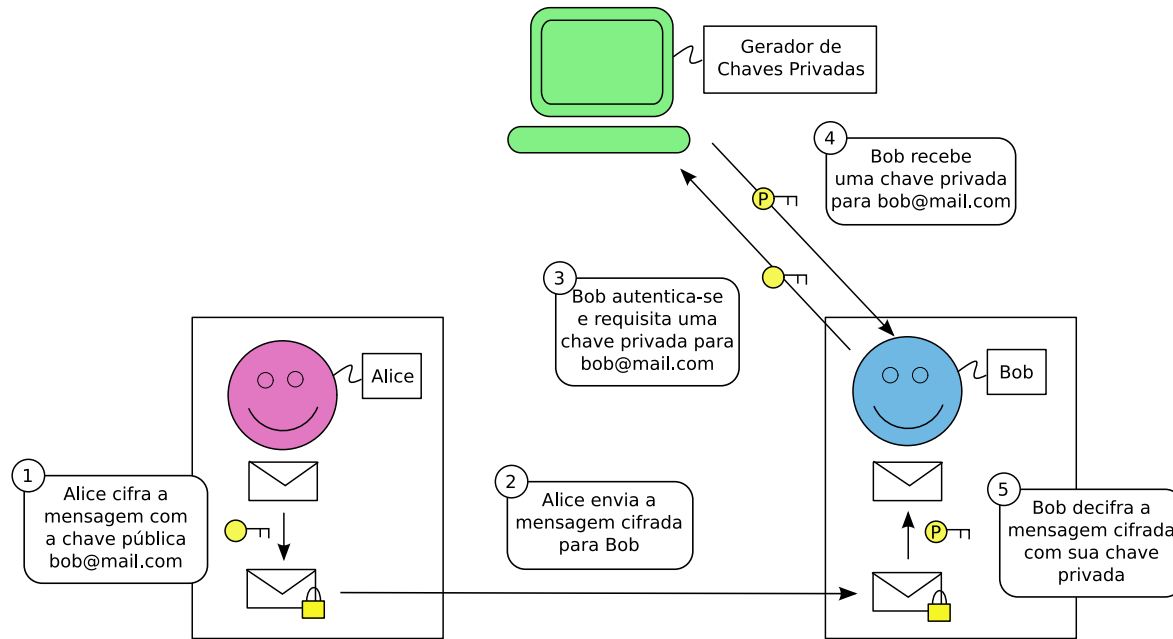 Gerador de
Chaves Privadas
4
Bob recebe
uma chave privada
para bob@mail.com
P
3
Bob autentica-se
e requisita uma
chave privada para
bob@mail.com
Alice
Bob
1
Alice cifra a
mensagem com
a chave pública
bob@mail.com
2
Alice envia a
mensagem cifrada
para Bob
P
5
Bob decifra a
mensagem cifrada
com sua chave
privada